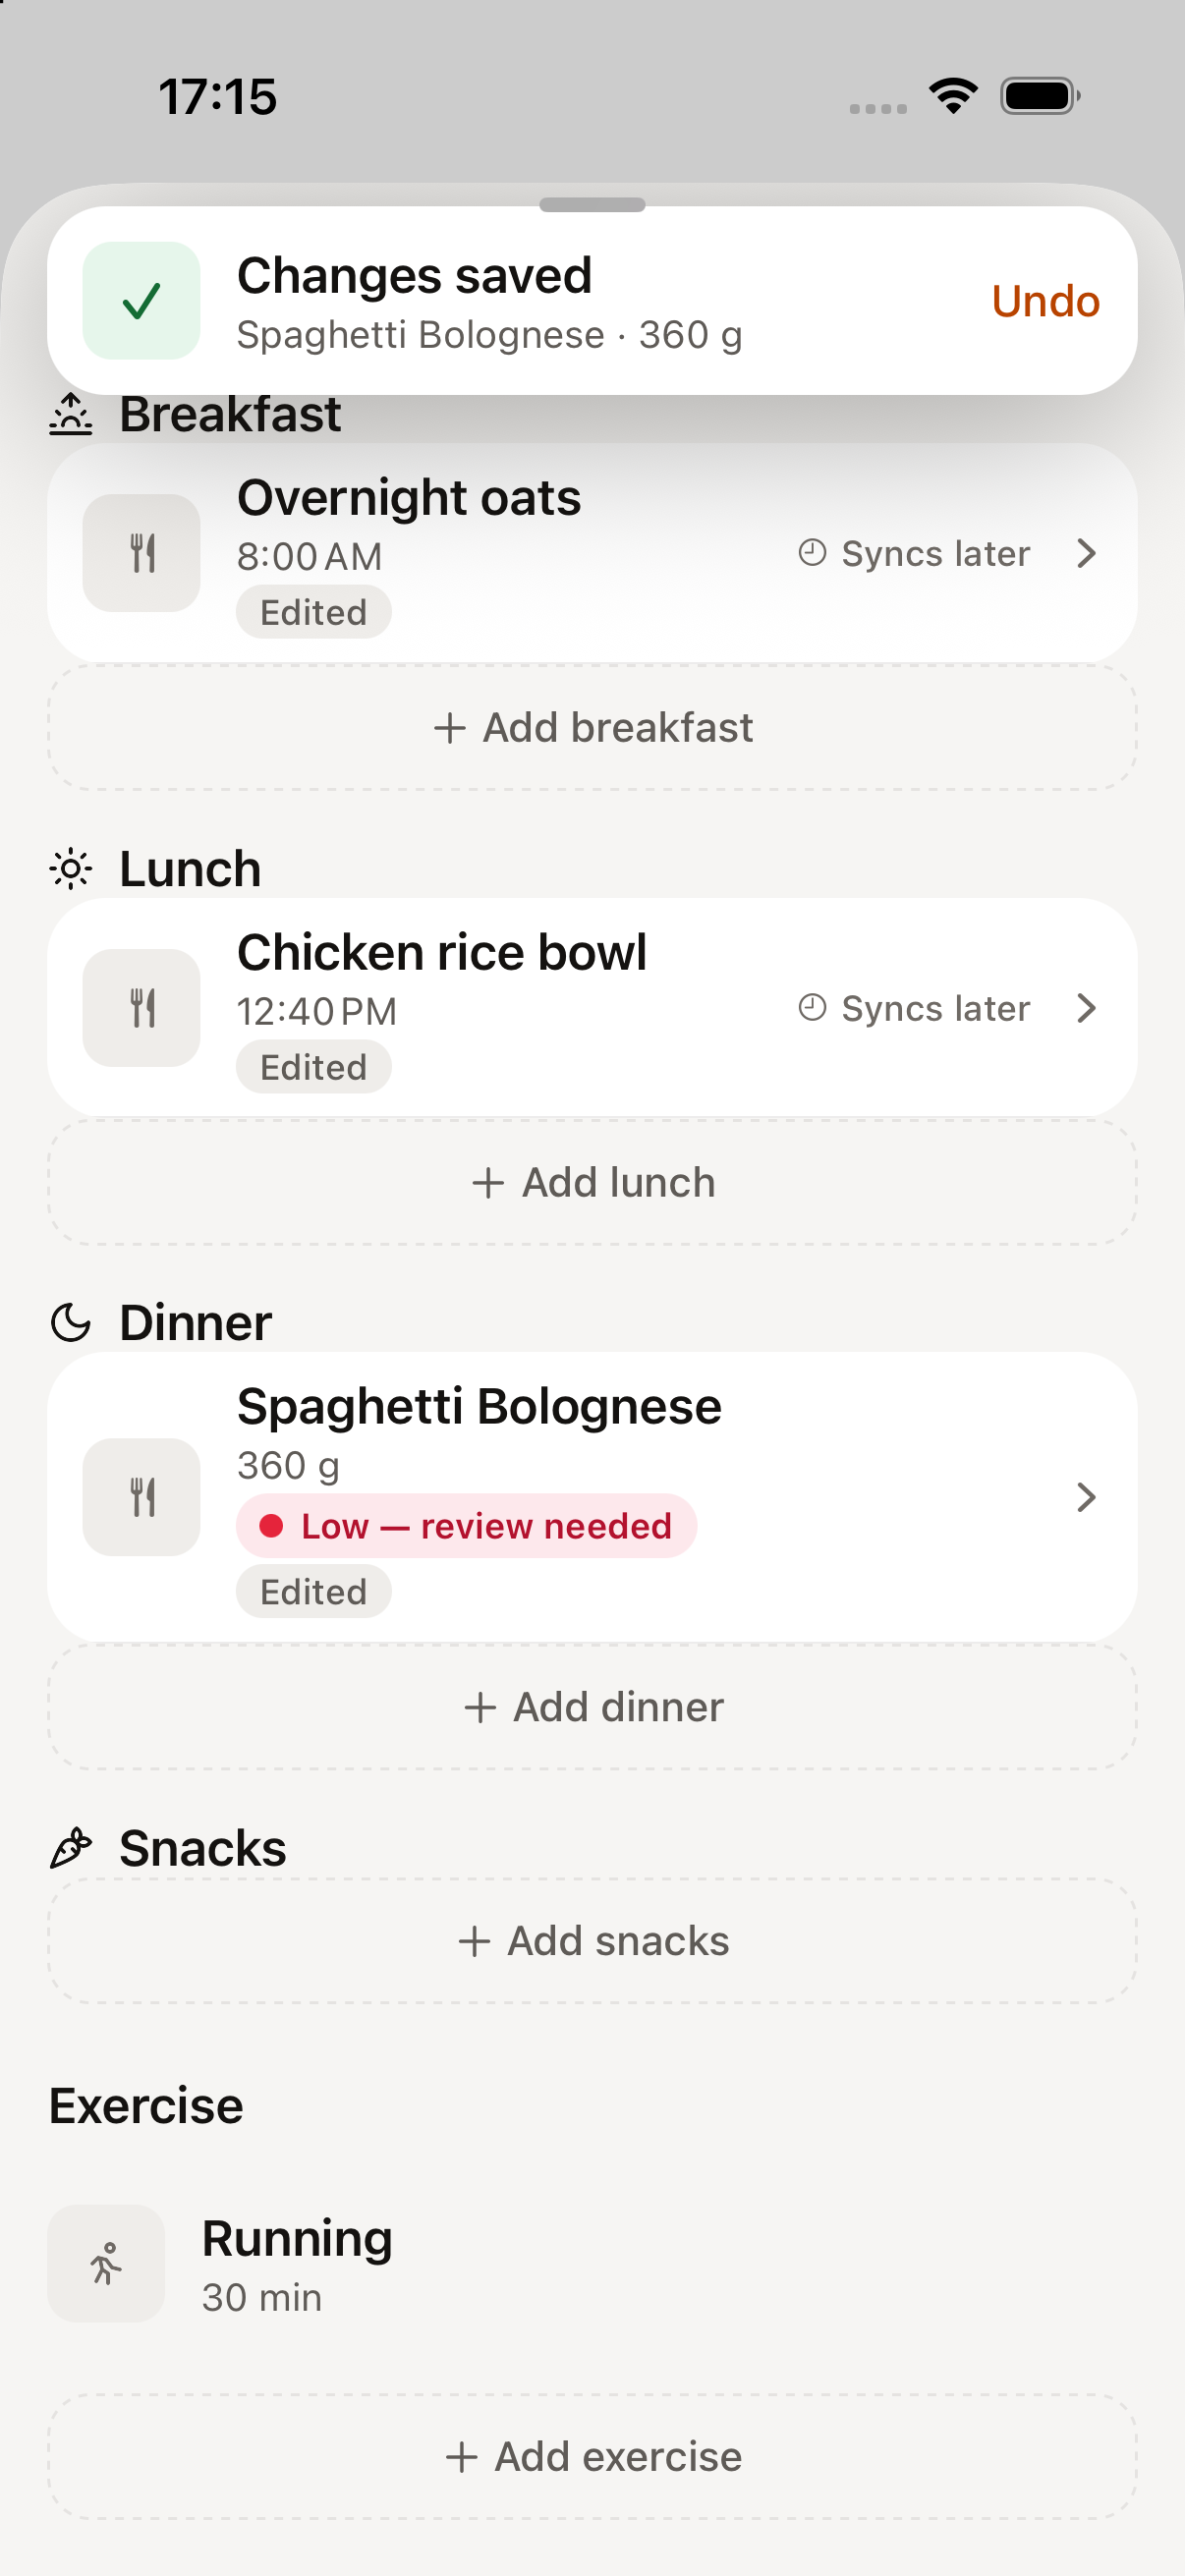 17:15
Changes saved
Spaghetti Bolognese · 360 g
Undo
Breakfast
Overnight oats
8:00 AM
Syncs later
Edited
+ Add breakfast
Lunch
Chicken rice bowl
12:40 PM
Syncs later
Edited
+ Add lunch
Dinner
Spaghetti Bolognese
360 g
Low — review needed
Edited
+ Add dinner
Snacks
+ Add snacks
Exercise
Running
30 min
+ Add exercise